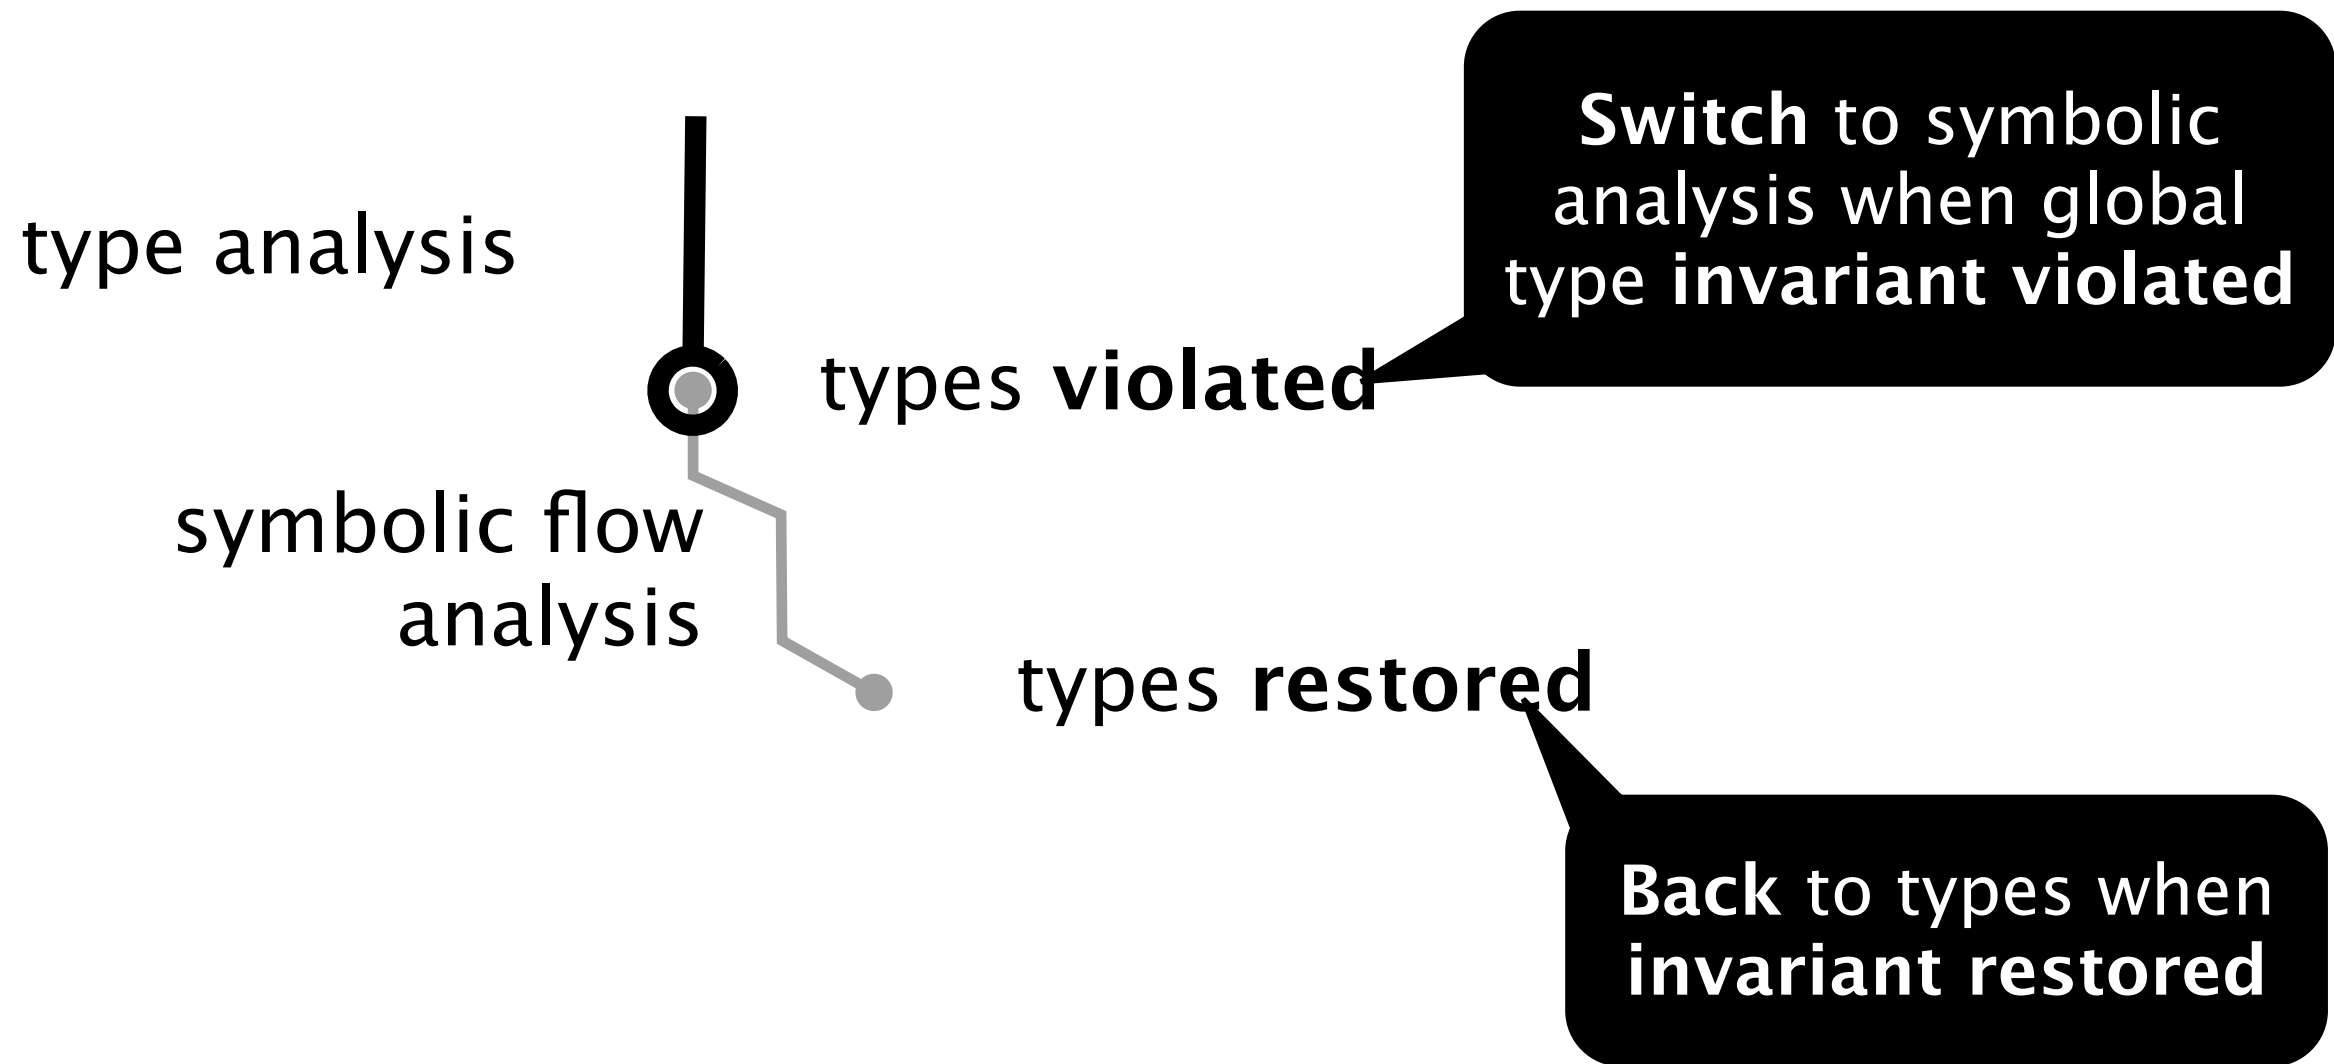 Switch to symbolic
analysis when global
type invariant violated
type analysis
types violated
symbolic flow
analysis
types restored
Back to types when
invariant restored